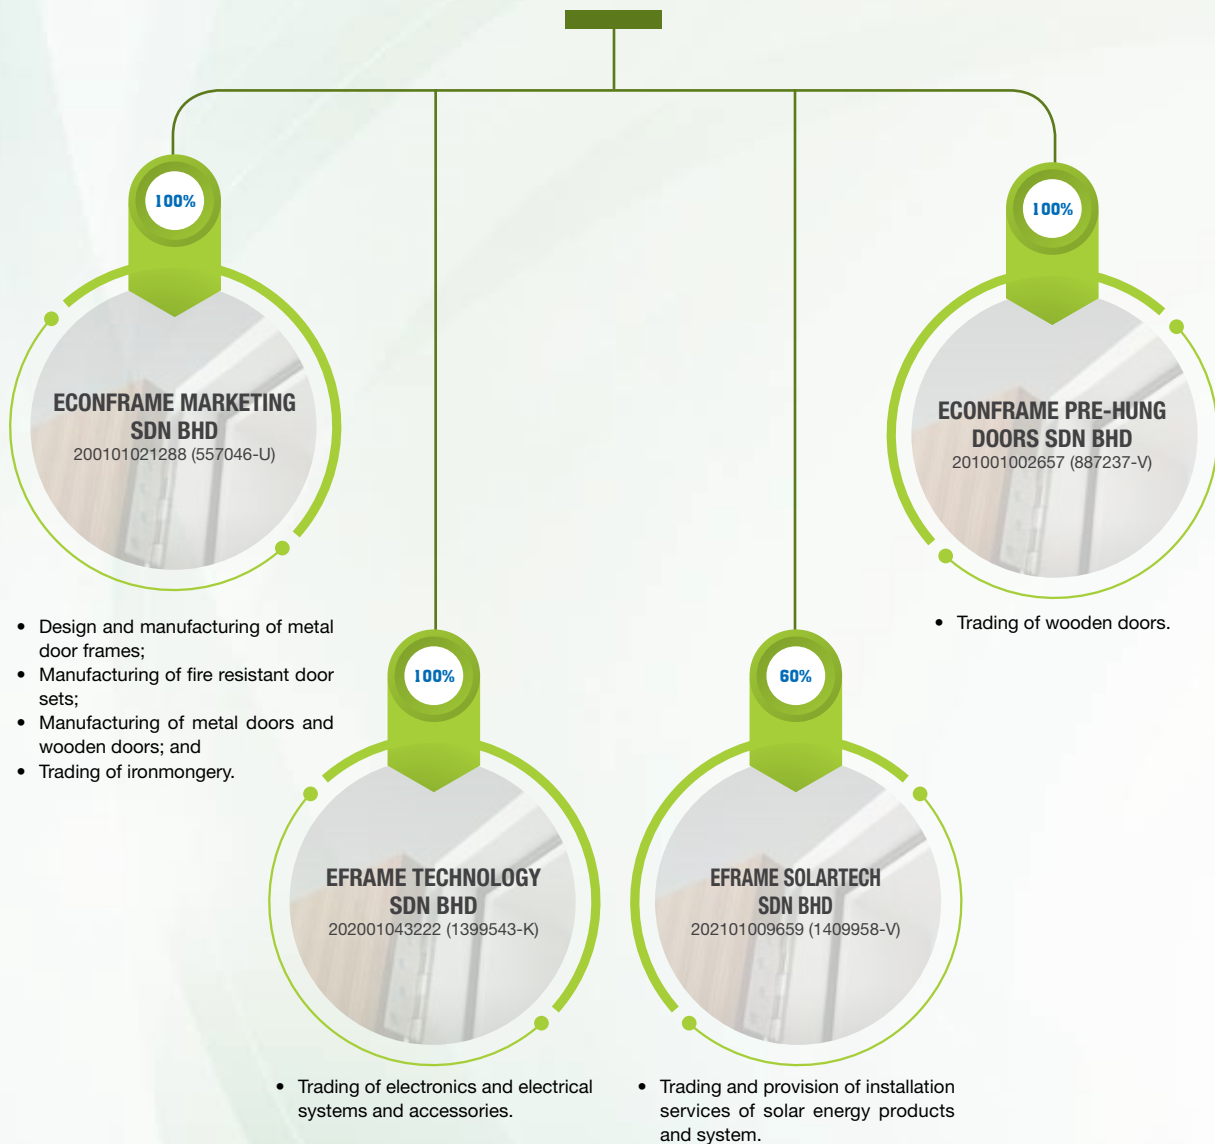 100%
ECONFRAME MARKETING
SDN BHD
200101021288 (557046-U)
• Design and manufacturing of metal
door frames;
• Manufacturing of fire resistant door
sets;
• Manufacturing of metal doors and
wooden doors; and
• Trading of ironmongery.
100%
EFRAME TECHNOLOGY
SDN BHD
202001043222 (1399543-K)
• Trading of electronics and electrical
systems and accessories.
60%
EFRAME SOLARTECH
SDN BHD
202101009659 (1409958-V)
• Trading and provision of installation
services of solar energy products
and system.
100%
ECONFRAME PRE-HUNG
DOORS SDN BHD
201001002657 (887237-V)
• Trading of wooden doors.